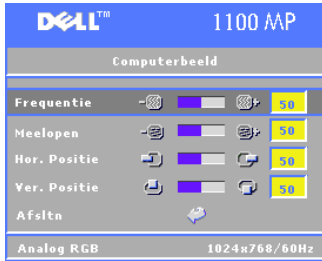 DELL™ 1100 MP
Computerbeeld
Frequentie 50
Meelopen 50
Hor. Positie 50
Ver. Positie 50
Afsltn
Analog RGB 1024x768/60Hz